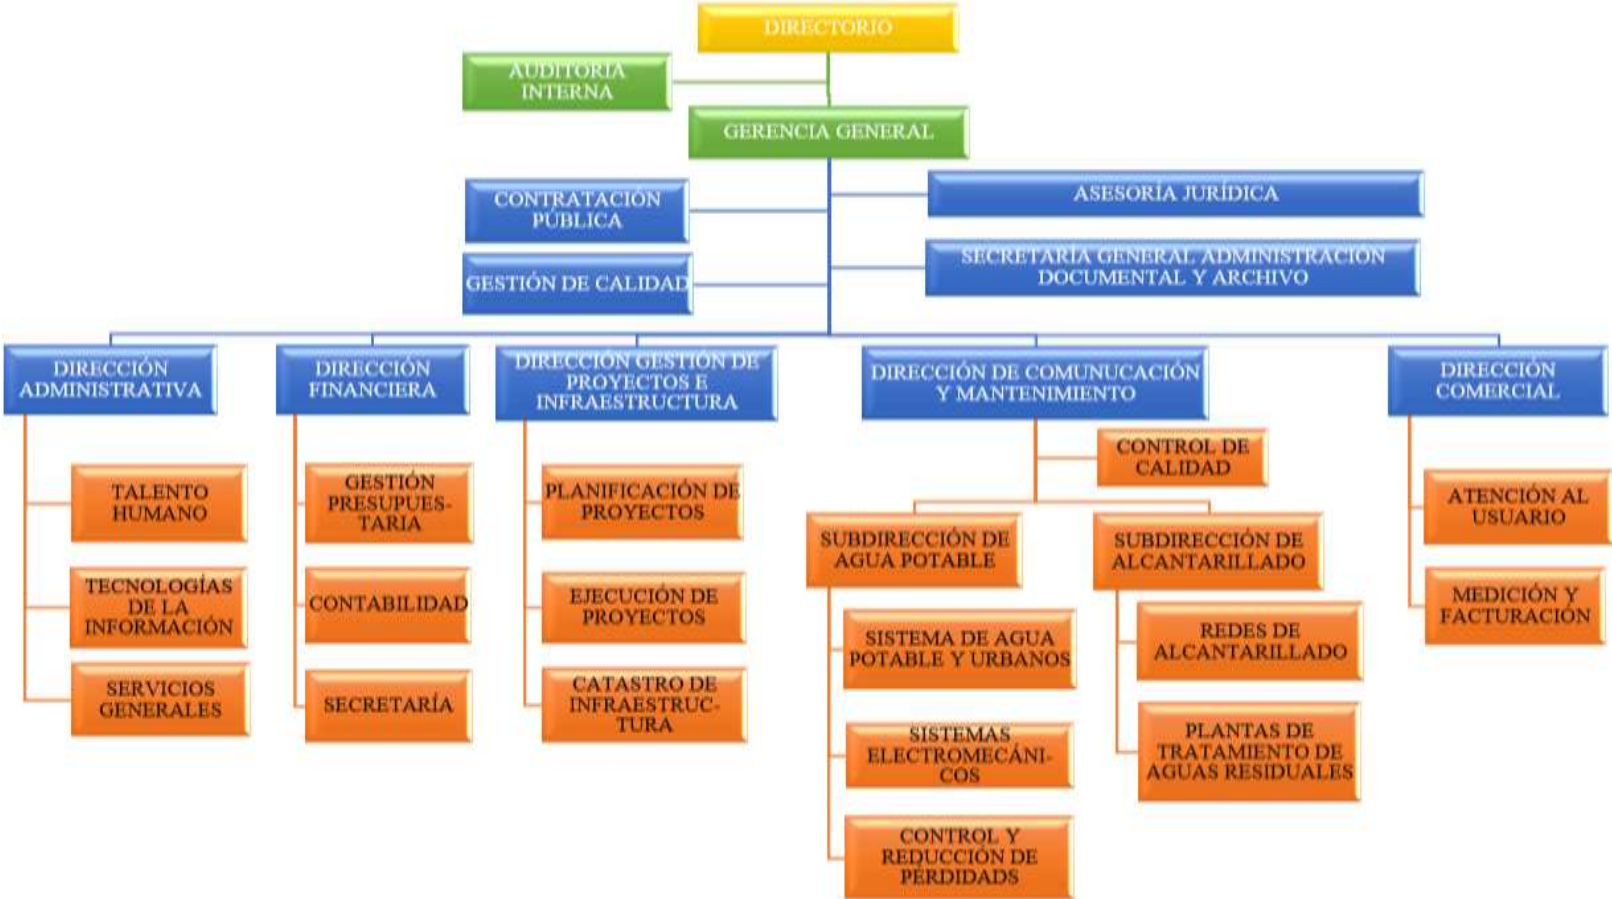 DIRECTORIO
AUDITORÍA
INTERNA
GERENCIA GENERAL
CONTRATACIÓN
PÚBLICA
ASESORÍA JURÍDICA
GESTIÓN DE CALIDAD
SECRETARÍA GENERAL ADMINISTRACIÓN
DOCUMENTAL Y ARCHIVO
DIRECCIÓN
ADMINISTRATIVA
DIRECCIÓN
FINANCIERA
DIRECCIÓN GESTIÓN DE
PROYECTOS E
INFRAESTRUCTURA
DIRECCIÓN DE COMUNUCACIÓN
Y MANTENIMIENTO
DIRECCIÓN
COMERCIAL
TALENTO
HUMANO
TECNOLOGÍAS
DE LA
INFORMACIÓN
SERVICIOS
GENERALES
GESTIÓN
PRESUPUES-
TARIA
CONTABILIDAD
SECRETARÍA
PLANIFICACIÓN DE
PROYECTOS
EJECUCIÓN DE
PROYECTOS
CATASTRO DE
INFRAESTRUC-
TURA
CONTROL DE
CALIDAD
SUBDIRECCIÓN DE
AGUA POTABLE
SISTEMA DE AGUA
POTABLE Y URBANOS
SISTEMAS
ELECTROMECÁNI-
COS
CONTROL Y
REDUCCIÓN DE
PÉRDIDADS
SUBDIRECCIÓN DE
ALCANTARILLADO
REDES DE
ALCANTARILLADO
PLANTAS DE
TRATAMIENTO DE
AGUAS RESIDUALES
ATENCIÓN AL
USUARIO
MEDICIÓN Y
FACTURACIÓN